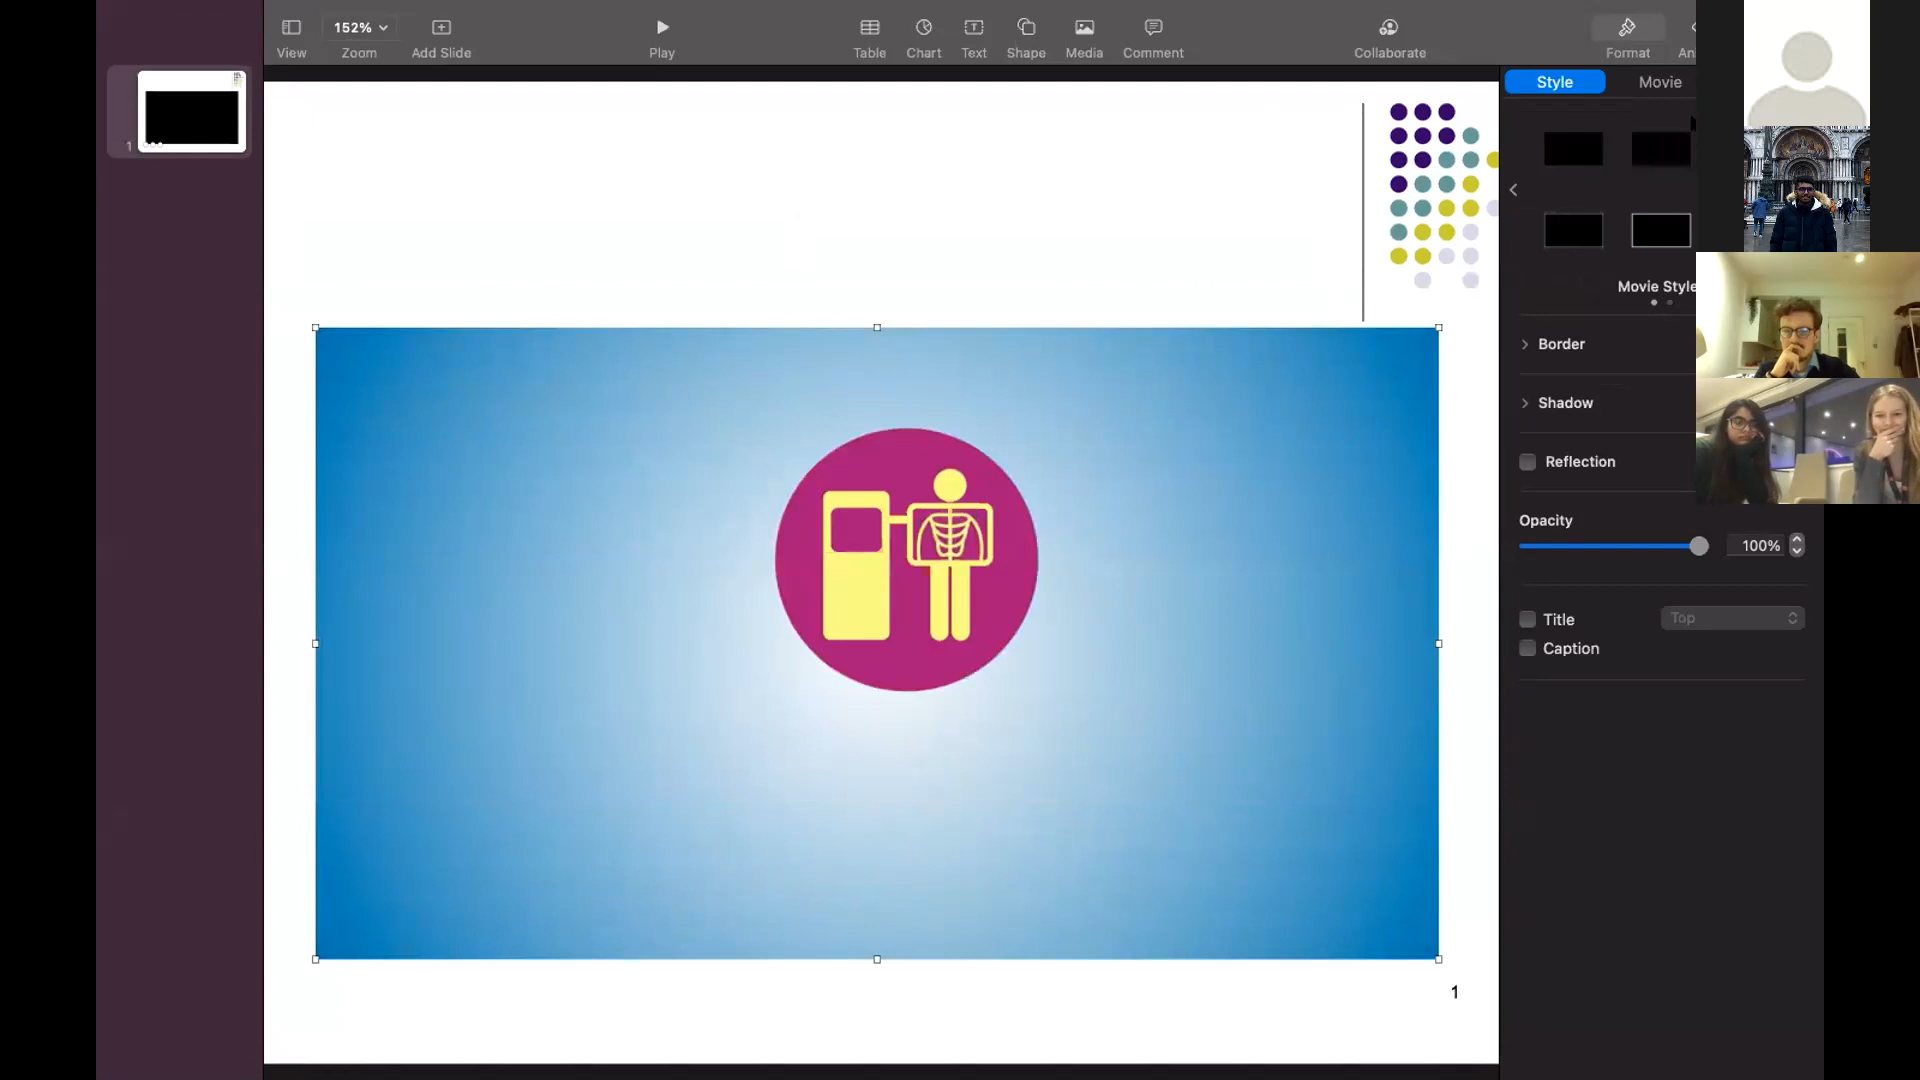 152%
View
Zoom
Add Slide
Play
Table
Chart
Text
Shape
Media
Comment
Collaborate
Format
Style
Movie
1
Movie Style
Border
Shadow
Reflection
Opacity
100%
Title
Top
Caption
1